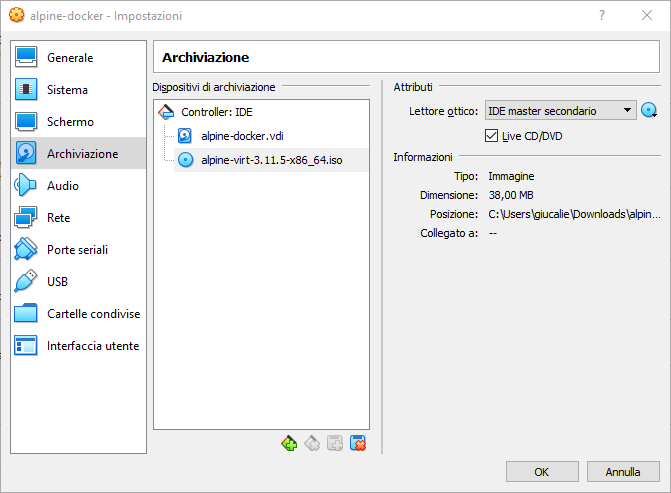 alpine-docker - Impostazioni
Generale
Sistema
Schermo
Archiviazione
Audio
Rete
Porte seriali
USB
Cartelle condivise
Interfaccia utente
Archiviazione
Dispositivi di archiviazione
Controller: IDE
alpine-docker.vdi
alpine-virt-3.11.5-x86_64.iso
Attributi
Lettore ottico: IDE master secondario
Live CD/DVD
Informazioni
Tipo: Immagine
Dimensione: 38,00 MB
Posizione: C:\Users\giucalie\Downloads\alpin...
Collegato a: --
OK
Annulla